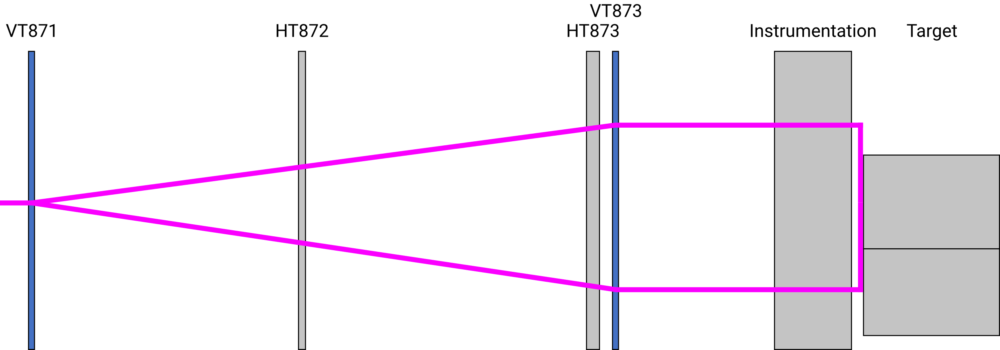 VT871
HT872
VT873
HT873
Instrumentation
Target